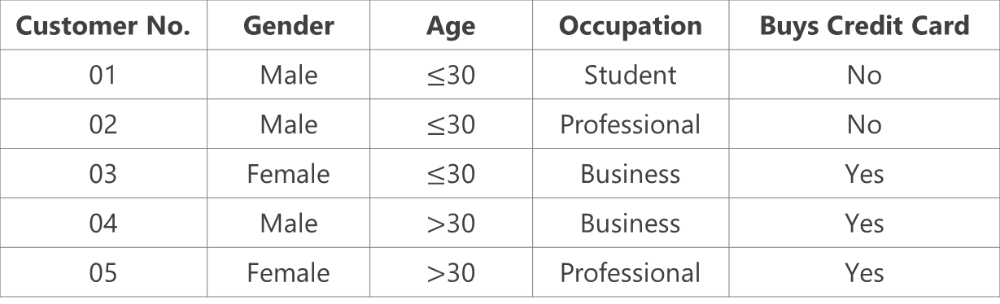 Customer No. Gender Age Occupation Buys Credit Card
01 Male ≤30 Student No
02 Male ≤30 Professional No
03 Female ≤30 Business Yes
04 Male >30 Business Yes
05 Female >30 Professional Yes